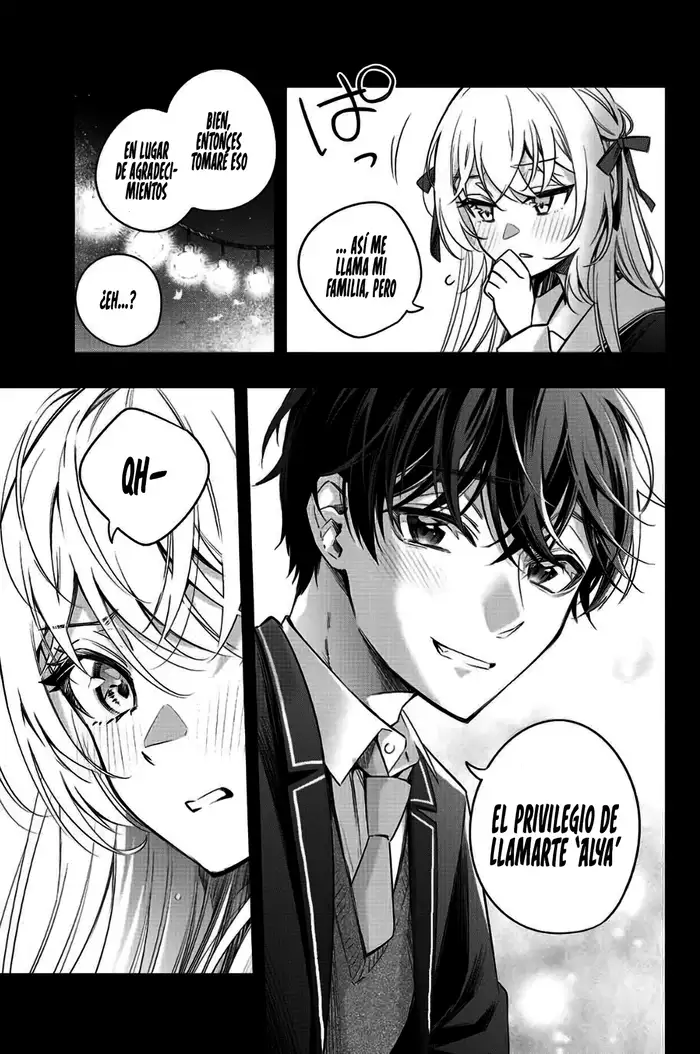 ぱっ
... ASÍ ME
LLAMA MI
FAMILIA, PERO
BIEN,
ENTONCES
TOMARÉ ESO
EN LUGAR
DE AGRADECI-
MIENTOS
¿EH...?
EL PRIVILEGIO DE
LLAMARTE 'ALYA'
QH-